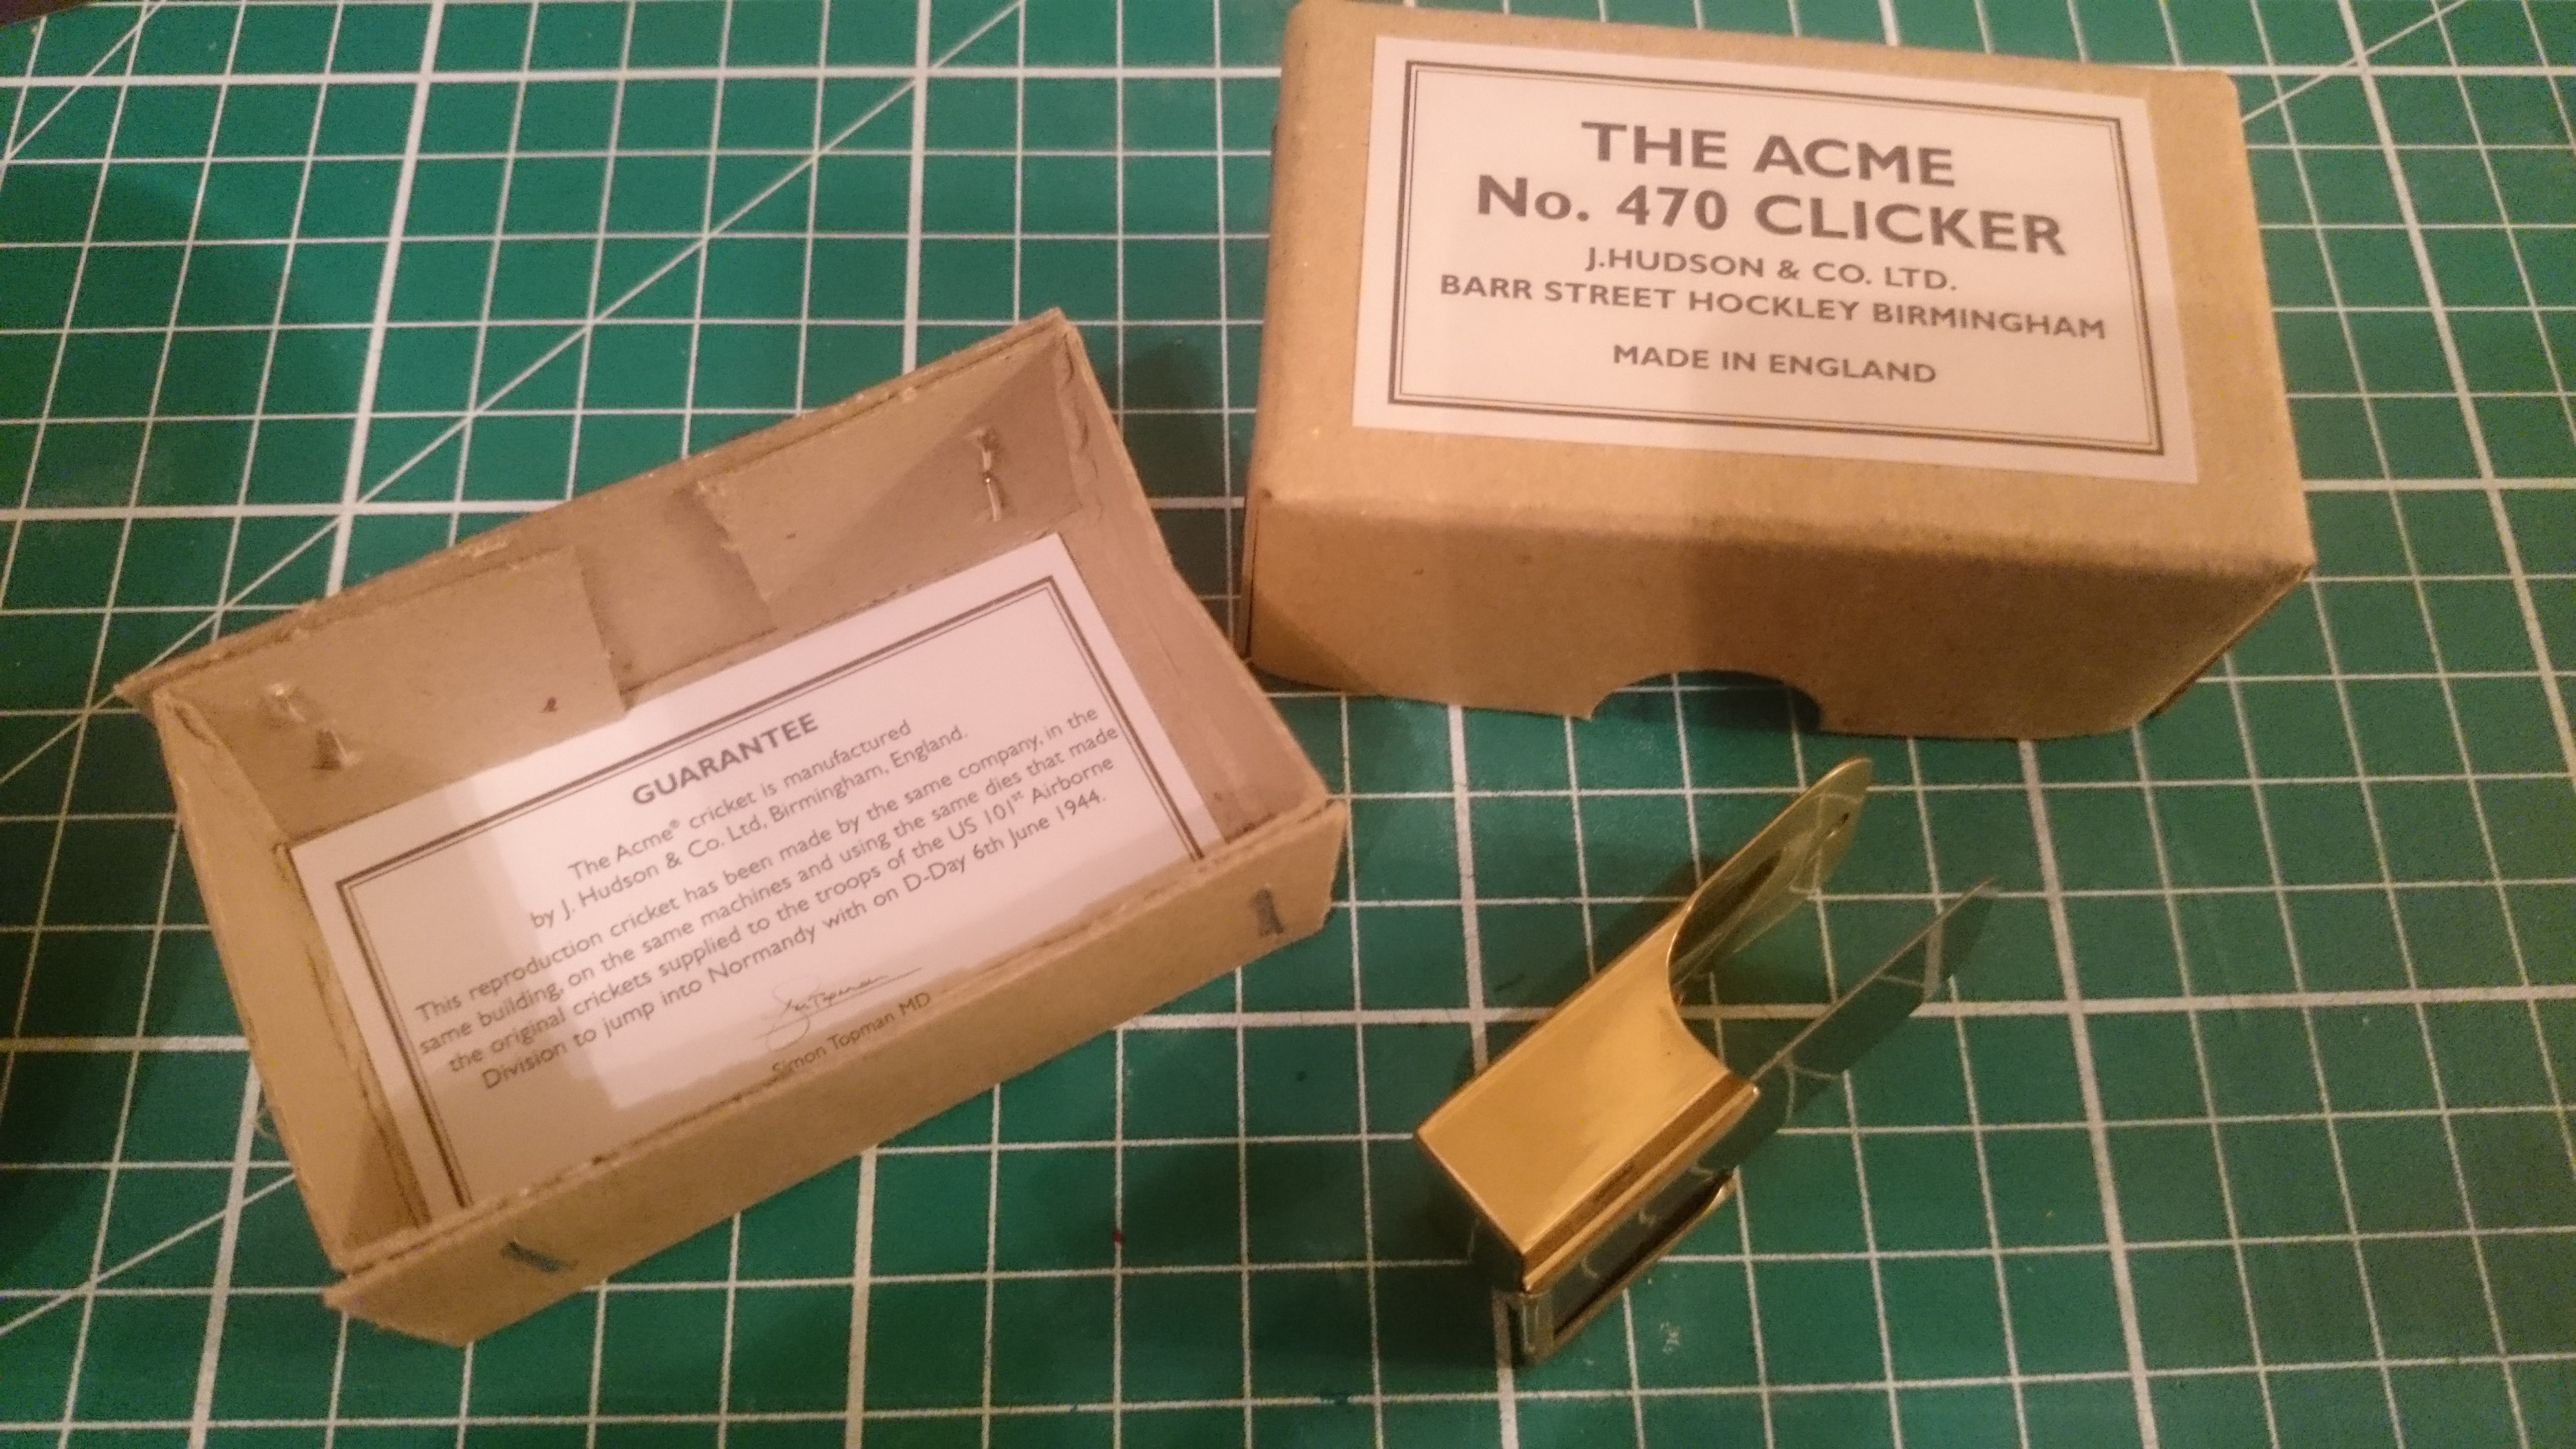 THE ACME
No. 470 CLICKER
J.HUDSON & CO. LTD.
BARR STREET HOCKLEY BIRMINGHAM
MADE IN ENGLAND
GUARANTEE
The Acme® cricket is manufactured
by J. Hudson & Co. Ltd, Birmingham, England.
This reproduction cricket has been made by the same company, in the
same building, on the same machines and using the same dies that made
the original crickets supplied to the troops of the US 101st Airborne
Division to jump into Normandy with on D-Day 6th June 1944.
Simon Topman MD